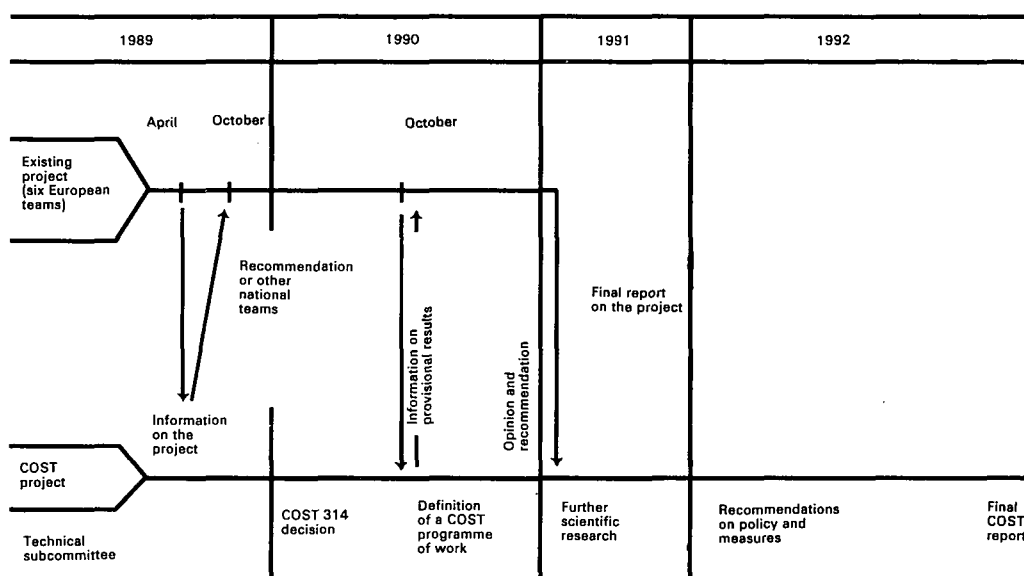 1989
1990
1991
1992
April
October
October
Existing
project
(six European
teams)
Recommendation
or other
national
teams
Final report
on the project
Information on
provisional results
Opinion and
recommendation
Information
on the
project
COST
project
COST 314
decision
Definition
of a COST
programme
of work
Further
scientific
research
Recommendations
on policy and
measures
Final
COST
report
Technical
subcommittee